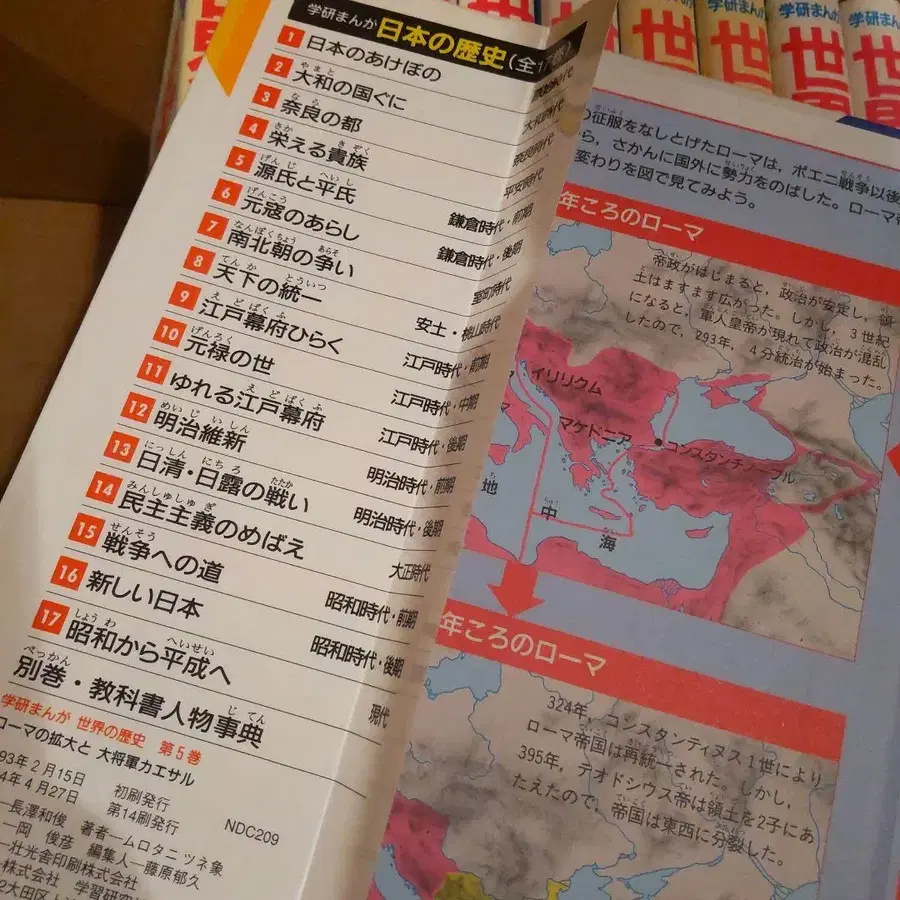 学研まんが 日本の歴史(全17巻)
1 日本のあけぼの
2 大和の国ぐに 大和時代
3 奈良の都 奈良時代
4 栄える貴族 平安時代
5 源氏と平氏 鎌倉時代・前期
6 元寇のあらし 鎌倉時代・後期
7 南北朝の争い 室町時代
8 天下の統一 安土・桃山時代
9 江戸幕府ひらく 江戸時代・前期
10 元禄の世 江戸時代・中期
11 ゆれる江戸幕府 江戸時代・後期
12 明治維新 明治時代・前期
13 日清・日露の戦い 明治時代・後期
14 民主主義のめばえ 大正時代
15 戦争への道 昭和時代・前期
16 新しい日本 昭和時代・後期
17 昭和から平成へ 現代
別巻・教科書人物事典
学研まんが 世界の歴史 第5巻
ローマの拡大と 大将軍カエサル
93年2月15日 初刷発行
4年4月27日 第14刷発行 NDC209
長澤和俊 著者―ムロタニツネ象
岡 俊彦 編集人―藤原郁久
壮光舎印刷株式会社
株式会社 学習研究
大田区上
学研まんが
世
学研まんが
世
学研まんが
世界
の征服をなしとげたローマは,ポエニ戦争以後
ら,さかんに国外に勢力をのばした。ローマ
変わりを図で見てみよう。
年ころのローマ
帝政がはじまると,政治が安定し,領
土はますます広がった。しかし,3世紀
になると,軍人皇帝が現れて政治が混乱
したので,293年,4分統治が始まった。
イリリクム
マケドニア
コンスタンチノープル
地
中
海
年ころのローマ
324年,コンスタンティヌス1世により
ローマ帝国は再統一された。しかし,
395年,テオドシウス帝は領土を2子にあ
たえたので,帝国は東西に分裂した。